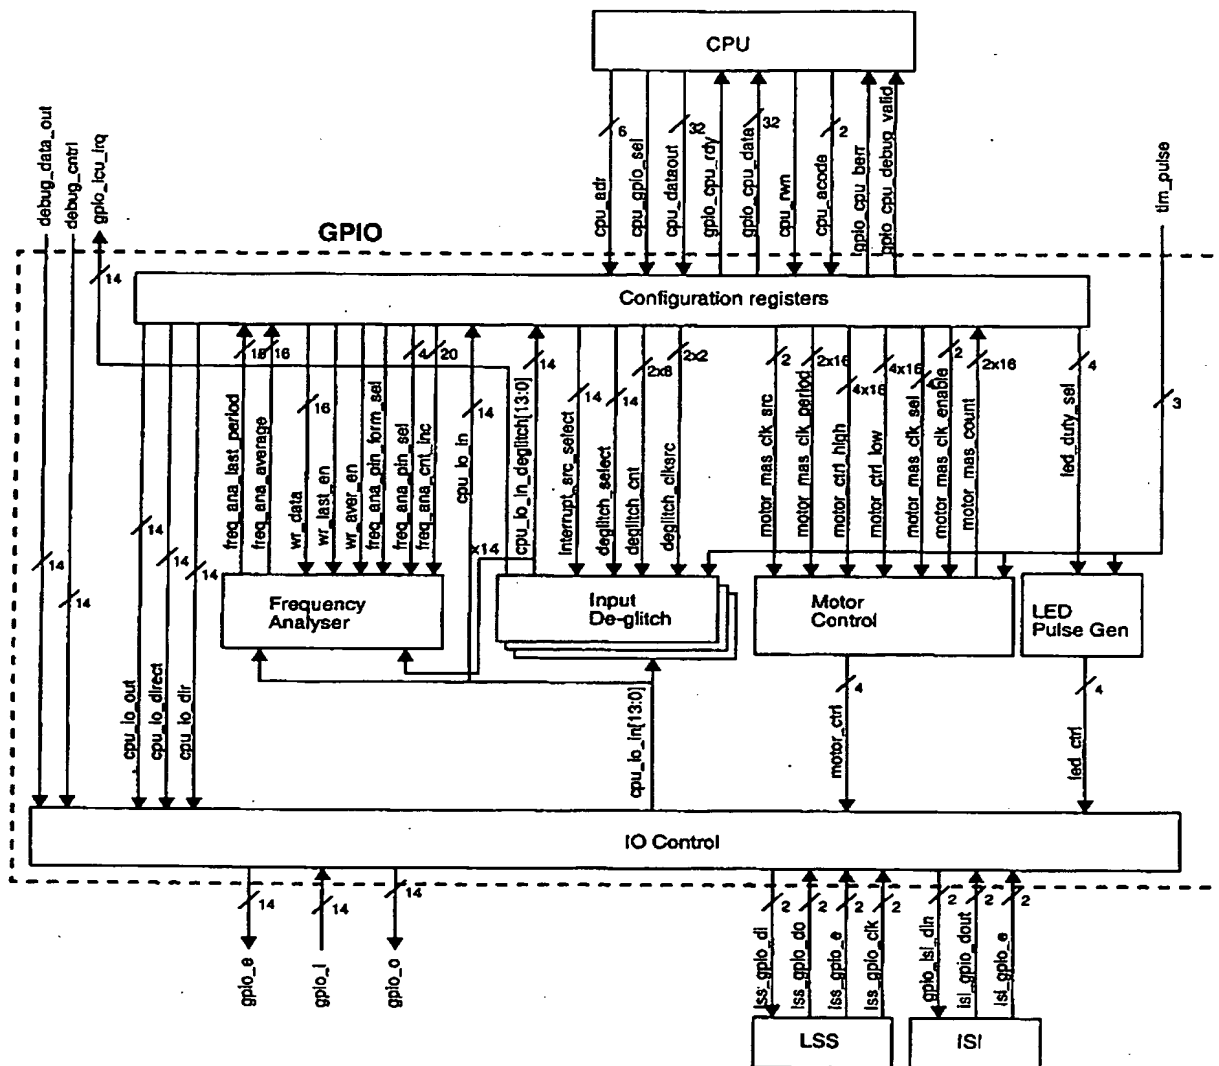 CPU
debug_data_out
debug_cntrl
gpio_icu_irq
cpu_adr
6
cpu_gpio_sel
cpu_dataout
32
gpio_cpu_rdy
gpio_cpu_data
32
cpu_rwn
cpu_acode
2
gpio_cpu_berr
gpio_cpu_debug_valid
tim_pulse
GPIO
14
Configuration registers
freq_ana_last_period
16
freq_ana_average
16
wr_data
16
wr_last_en
wr_aver_en
freq_ana_pin_form_sel
freq_ana_pin_sel
4
freq_ana_cnt_inc
20
cpu_io_in
14
x14
cpu_io_in_deglitch[13:0]
14
interrupt_src_select
14
deglitch_select
14
deglitch_cnt
2x8
deglitch_clksrc
2x2
motor_mas_clk_src
2
motor_mas_clk_period
2x16
motor_ctrl_high
4x16
motor_ctrl_low
4x16
motor_mas_clk_sel
4
motor_mas_clk_enable
2
motor_mas_count
2x16
led_duty_sel
4
3
14
14
14
14
14
Frequency
Analyser
Input
De-glitch
Motor
Control
LED
Pulse Gen
cpu_io_out
cpu_io_direct
cpu_io_dir
cpu_io_in[13:0]
motor_ctrl
4
led_ctrl
4
IO Control
14
14
14
2
2
2
2
2
2
2
gpio_e
gpio_i
gpio_o
lss_gpio_di
lss_gpio_do
lss_gpio_e
lss_gpio_clk
gpio_isi_din
isi_gpio_dout
isi_gpio_e
LSS
ISI